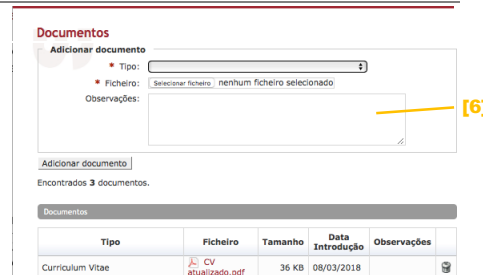 Documentos
Adicionar documento
* Tipo:
* Ficheiro: Selecionar ficheiro nenhum ficheiro selecionado
Observações:
[6]
Adicionar documento
Encontrados 3 documentos.
Documentos
Tipo Ficheiro Tamanho Data Introdução Observações
Curriculum Vitae CV atualizado.pdf 36 KB 08/03/2018